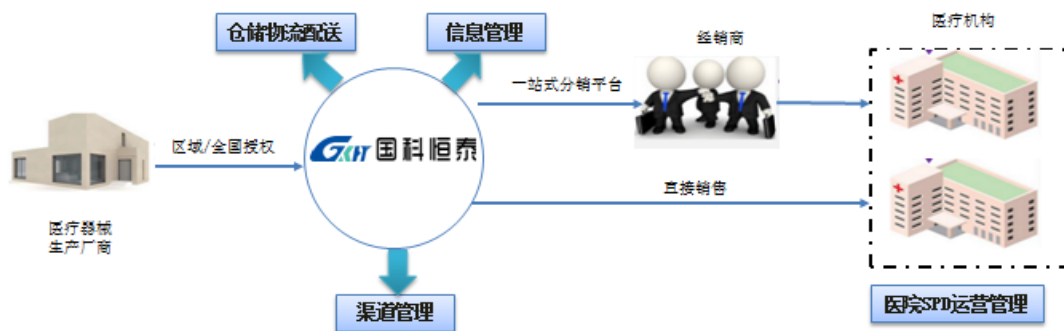 仓储物流配送
信息管理
医疗机构
经销商
一站式分销平台
区域/全国授权
GKHT 国科恒泰
直接销售
医疗器械
生产厂商
渠道管理
医院SPD运营管理